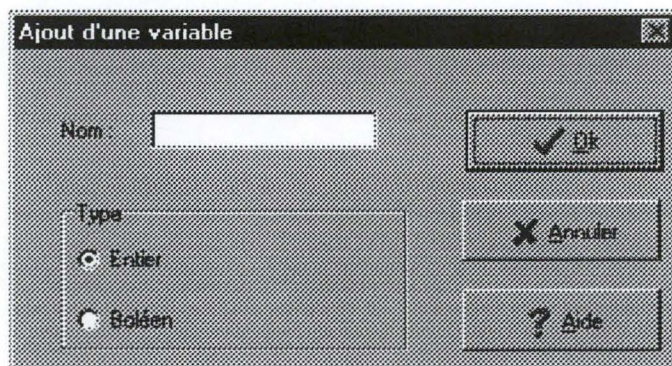 Ajout d'une variable
Nom :
Ok
Type
Entier
Annuler
Boléen
Aide